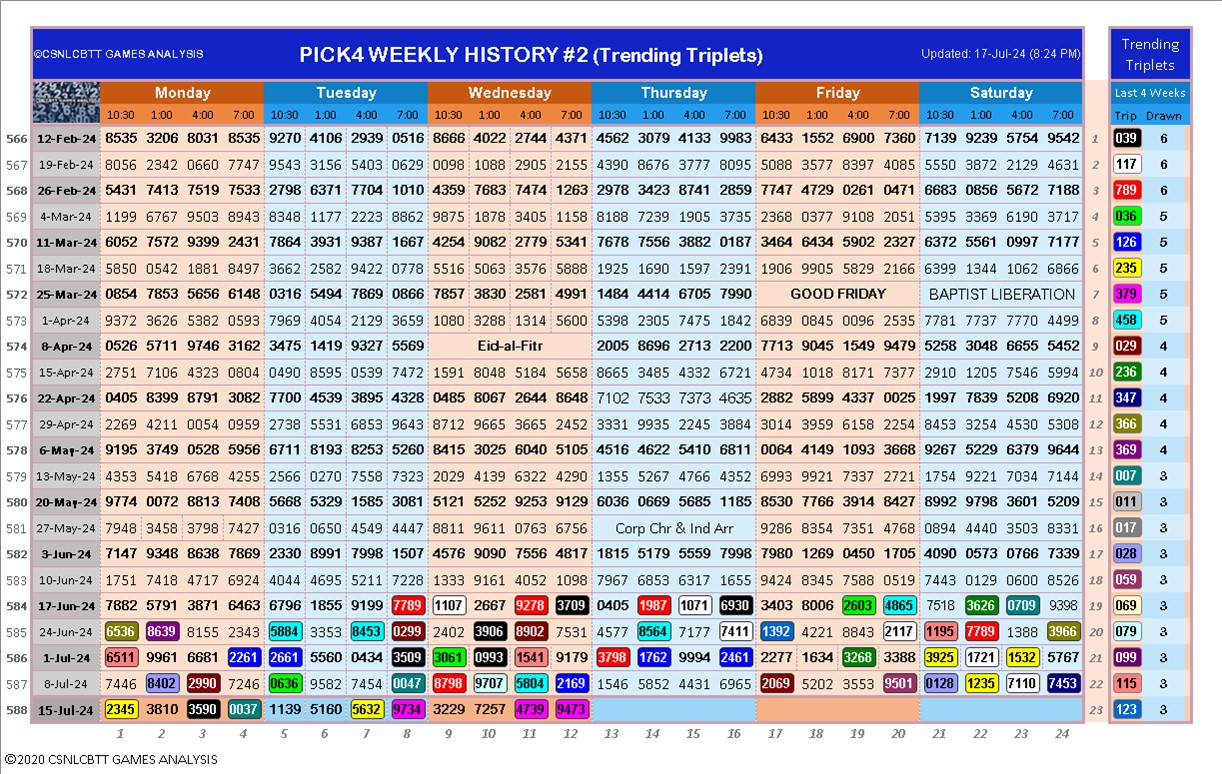 ©CSNLCBTT GAMES ANALYSIS PICK4 WEEKLY HISTORY #2 (Trending Triplets) Updated: 17-Jul-24 (8:24 PM) Trending Triplets
Monday Tuesday Wednesday Thursday Friday Saturday Last 4 Weeks
10:30 1:00 4:00 7:00 10:30 1:00 4:00 7:00 10:30 1:00 4:00 7:00 10:30 1:00 4:00 7:00 10:30 1:00 4:00 7:00 10:30 1:00 4:00 7:00 Trip Drawn
566 12-Feb-24 8535 3206 8031 8535 9270 4106 2939 0516 8666 4022 2744 4371 4562 3079 4133 9983 6433 1552 6900 7360 7139 9239 5754 9542 1 039 6
567 19-Feb-24 8056 2342 0660 7747 9543 3156 5403 0629 0098 1088 2905 2155 4390 8676 3777 8095 5088 3577 8397 4085 5550 3872 2129 4631 2 117 6
568 26-Feb-24 5431 7413 7519 7533 2798 6371 7704 1010 4359 7683 7474 1263 2978 3423 8741 2859 7747 4729 0261 0471 6683 0856 5672 7188 3 789 6
569 4-Mar-24 1199 6767 9503 8943 8348 1177 2223 8862 9875 1878 3405 1158 8188 7239 1905 3735 2368 0377 9108 2051 5395 3369 6190 3717 4 036 5
570 11-Mar-24 6052 7572 9399 2431 7864 3931 9387 1667 4254 9082 2779 5341 7678 7556 3882 0187 3464 6434 5902 2327 6372 5561 0997 7177 5 126 5
571 18-Mar-24 5850 0542 1881 8497 3662 2582 9422 0778 5516 5063 3576 5888 1925 1690 1597 2391 1906 9905 5829 2166 6399 1344 1062 6866 6 235 5
572 25-Mar-24 0854 7853 5656 6148 0316 5494 7869 0866 5857 3830 2581 4991 1484 4414 6705 7990 GOOD FRIDAY BAPTIST LIBERATION 7 379 5
573 1-Apr-24 9372 3626 5382 0593 7969 4054 2129 3659 1080 3288 1314 5600 5398 2305 7475 1842 6839 0845 0096 2535 7781 7737 7770 4499 8 458 5
574 8-Apr-24 0526 5711 9746 3162 3475 1419 9327 5569 Eid-al-Fitr 2005 8696 2713 2200 7713 9045 1549 9479 5258 3048 6655 5452 9 029 4
575 15-Apr-24 2751 7106 4323 0804 0490 8595 0539 7472 1591 8048 5184 5658 8665 3485 4332 6721 4734 1018 8171 7377 2910 1205 7546 5994 10 236 4
576 22-Apr-24 0405 8399 8791 3082 7700 4539 3895 4328 0485 8067 2644 8648 7102 7533 7373 4635 2882 5899 4337 0025 1997 7839 5208 6920 11 347 4
577 29-Apr-24 2269 4211 0054 0959 2738 5531 6853 9643 9712 9665 3665 2452 3331 9935 2245 3884 3014 3959 6158 2254 8453 3254 4530 5308 12 366 4
578 6-May-24 9195 3749 0528 5956 6711 8193 8253 5260 8415 3025 6040 5105 4516 4622 5410 6811 0064 4149 1093 3668 9267 5229 6379 9644 13 369 4
579 13-May-24 4353 5418 6768 4255 2566 0270 7558 7323 2029 4139 6322 4290 1355 5267 4766 4352 6993 9921 7337 2721 1754 9221 7034 7144 14 007 3
580 20-May-24 9774 0072 8813 7408 5668 5329 1585 3081 5121 5252 9253 9129 6036 0669 5685 1185 8530 7766 3914 8427 8992 9798 3601 5209 15 011 3
581 27-May-24 7948 3458 3798 7427 0316 0650 4549 4447 8811 9611 0763 6756 Corp Chr & Ind Arr 9286 8354 7351 4768 0894 4440 3503 8331 16 017 3
582 3-Jun-24 7147 9348 8638 7869 2330 8991 7998 1507 4576 9090 7556 4817 1815 5179 5559 7998 7980 1269 0450 1705 4090 0573 0766 7339 17 028 3
583 10-Jun-24 1751 7418 4717 6924 4044 4695 5211 7228 1333 9161 4052 1098 7967 6853 6317 1655 9424 8345 7588 0519 7443 0129 0600 8526 18 059 3
584 17-Jun-24 7882 5791 3871 6463 6796 1855 9199 7789 1107 2667 9278 3709 0405 1987 1071 6930 3403 8006 2603 4865 7518 3626 0709 9398 19 069 3
585 24-Jun-24 6536 8639 8155 2343 5884 3353 8453 0299 2402 3906 8902 7531 4577 8564 7177 7411 1392 4221 8843 2117 1195 7789 1388 3966 20 079 3
586 1-Jul-24 6511 9961 6681 2261 2661 5560 0434 3509 3061 0993 1541 9179 3798 1762 9994 2461 2277 1634 3268 3388 3925 1721 1532 5767 21 099 3
587 8-Jul-24 7446 8402 2990 7246 0636 9582 7454 0047 8798 9707 5804 2169 1546 5852 4431 6965 2069 5202 3553 9501 0128 1235 7110 7453 22 115 3
588 15-Jul-24 2345 3810 3590 0037 1139 5160 5632 9734 3229 7257 4739 9473 23 123 3
1 2 3 4 5 6 7 8 9 10 11 12 13 14 15 16 17 18 19 20 21 22 23 24
©2020 CSNLCBTT GAMES ANALYSIS